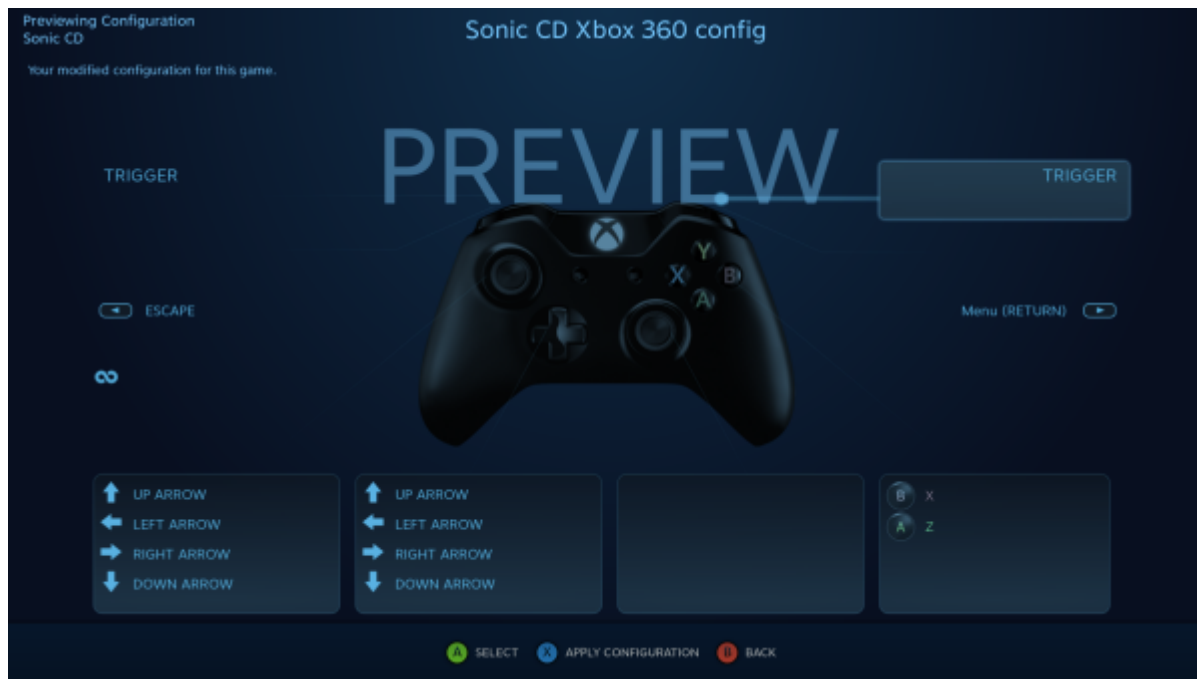 Previewing Configuration
Sonic CD
Sonic CD Xbox 360 config
Your modified configuration for this game.
PREVIEW
TRIGGER
TRIGGER
Y
X B
A
ESCAPE
Menu (RETURN)
UP ARROW
LEFT ARROW
RIGHT ARROW
DOWN ARROW
UP ARROW
LEFT ARROW
RIGHT ARROW
DOWN ARROW
B X
A Z
A SELECT X APPLY CONFIGURATION B BACK